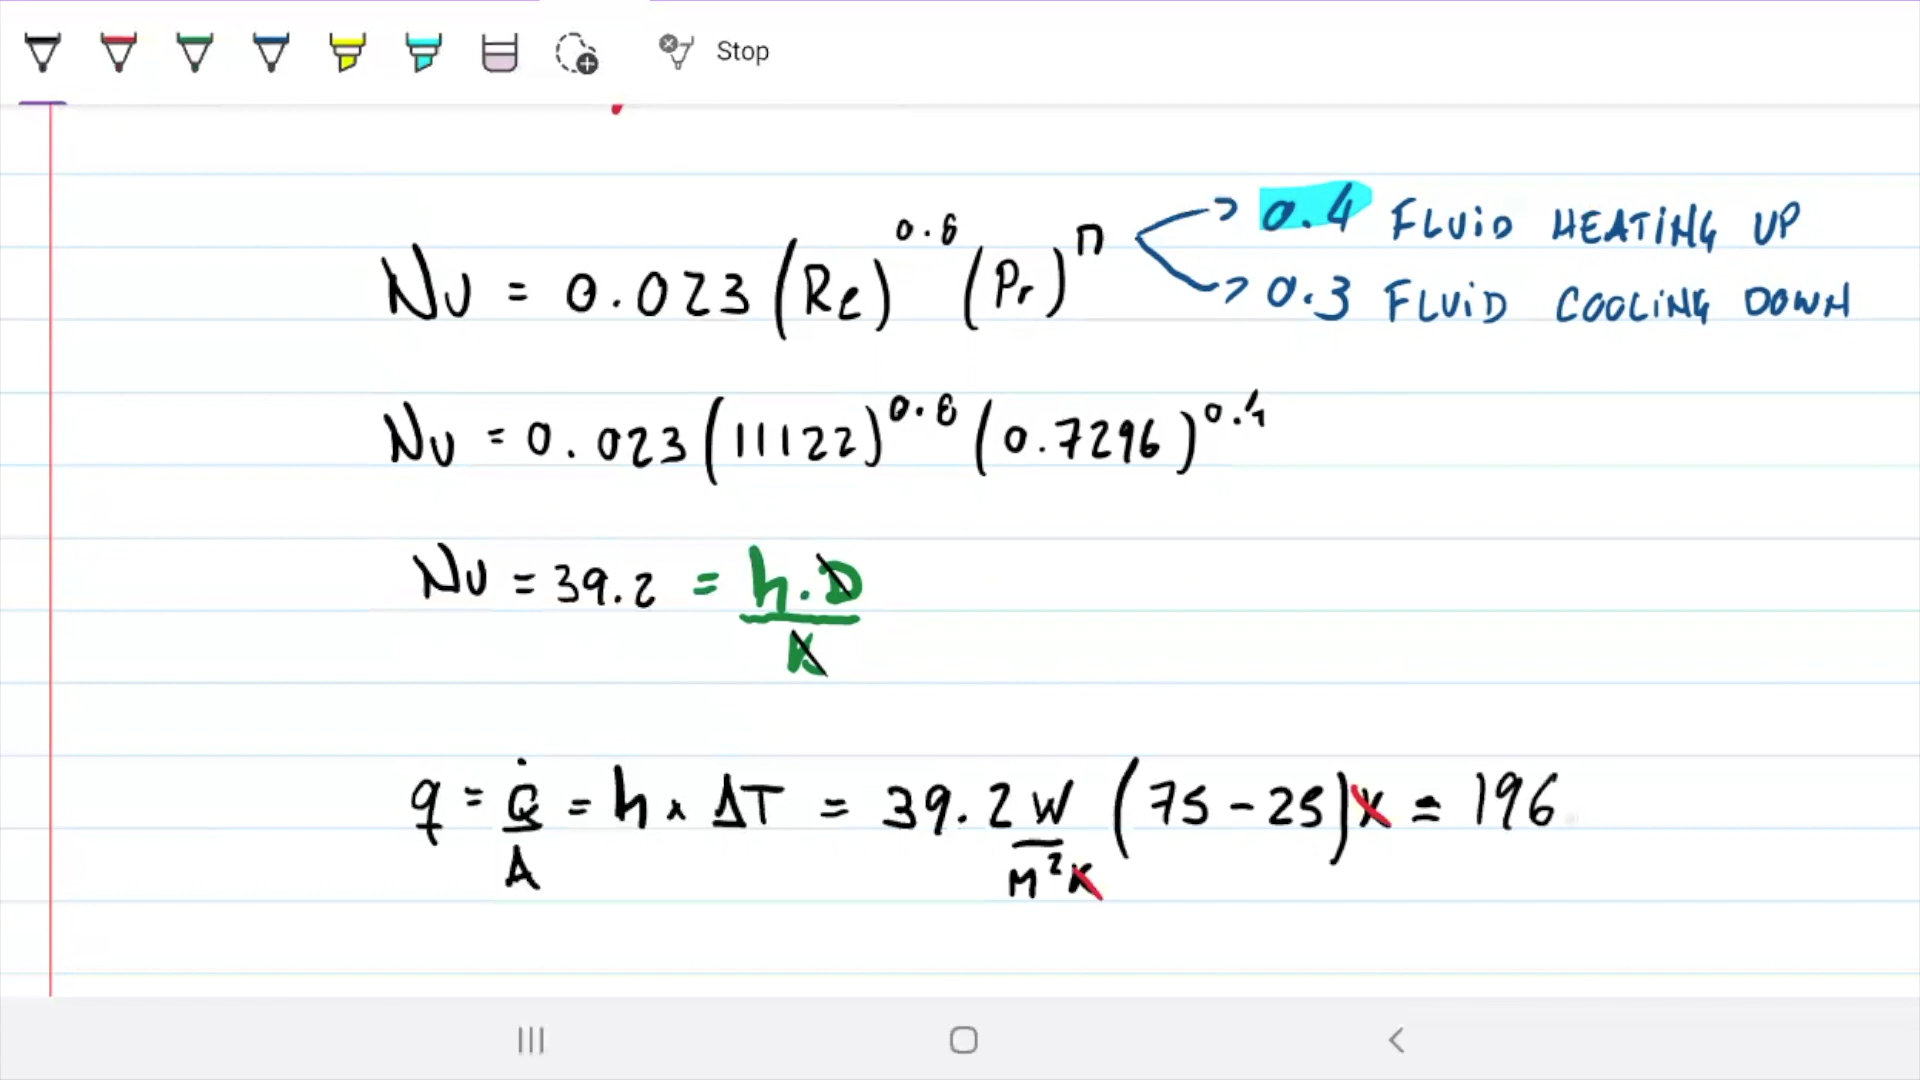 Stop
Nu = 0.023 (Re)^0.8 (Pr)^n
0.4 FLUID HEATING UP
0.3 FLUID COOLING DOWN
Nu = 0.023 (11122)^0.8 (0.7296)^0.4
Nu = 39.2 = h.D/K
q = Q̇/A = h x ΔT = 39.2 W/M²K (75 - 25)K = 196